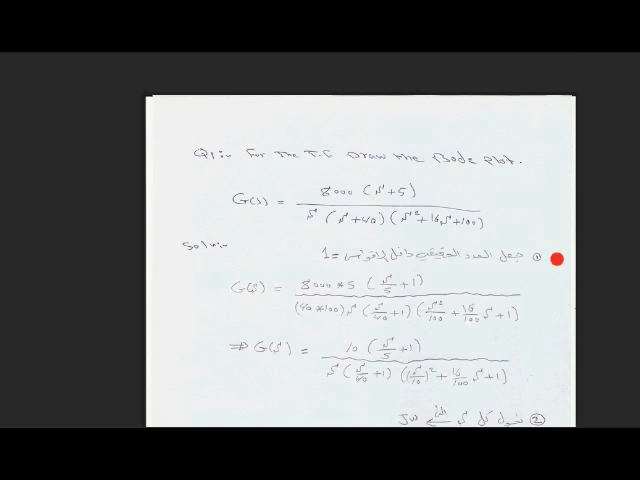 Q1:- For The T.F Draw the Bode Plot.
G(s) = 8000 (s+5) / s (s+40) (s²+16s+100)
Solu:-
① جعل العدد الحقيقي داخل الاقواس = 1
G(s) = 8000*5 (s/5 +1) / (40*100) s (s/40 +1) (s²/100 + 16/100 s +1)
⇒ G(s) = 10 (s/5 +1) / s (s/40 +1) ((s/10)² + 16/100 s +1)
② نحول كل s الى jw